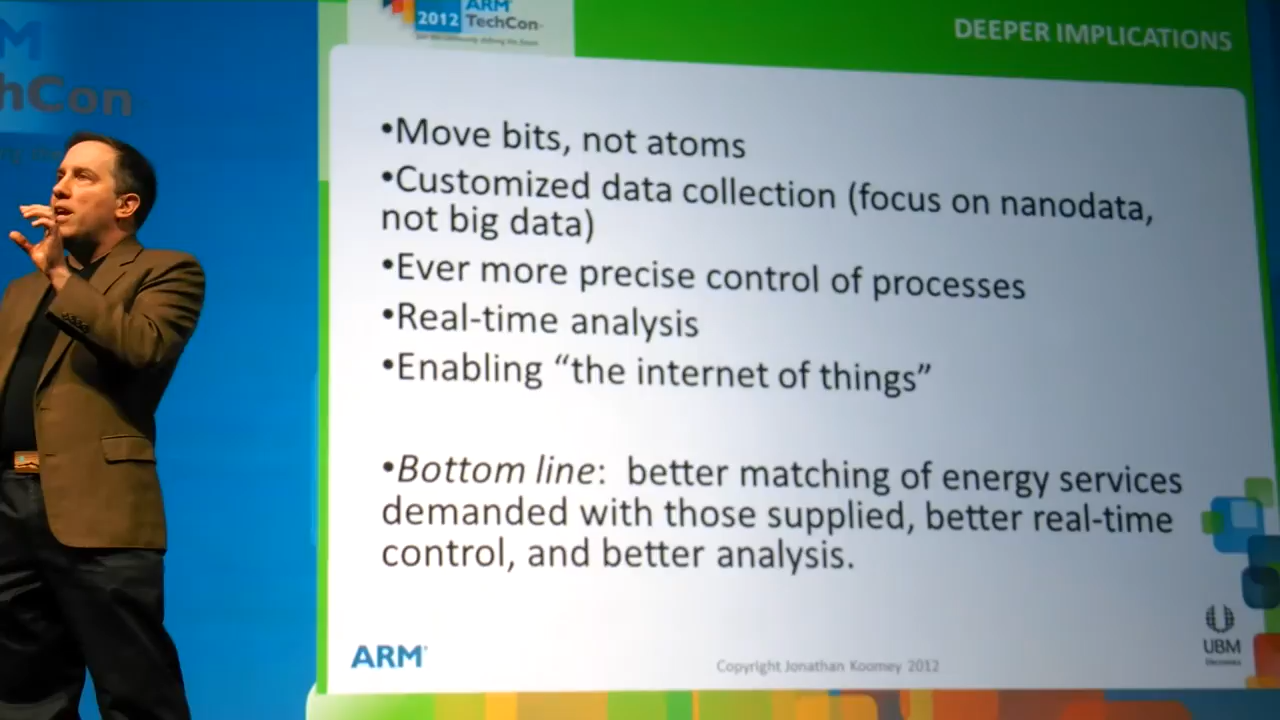 M
hCon
2012 ARM TechCon
DEEPER IMPLICATIONS
•Move bits, not atoms
•Customized data collection (focus on nanodata,
not big data)
•Ever more precise control of processes
•Real-time analysis
•Enabling “the internet of things”
•Bottom line: better matching of energy services
demanded with those supplied, better real-time
control, and better analysis.
ARM
Copyright Jonathan Koomey 2012
UBM
Electronics